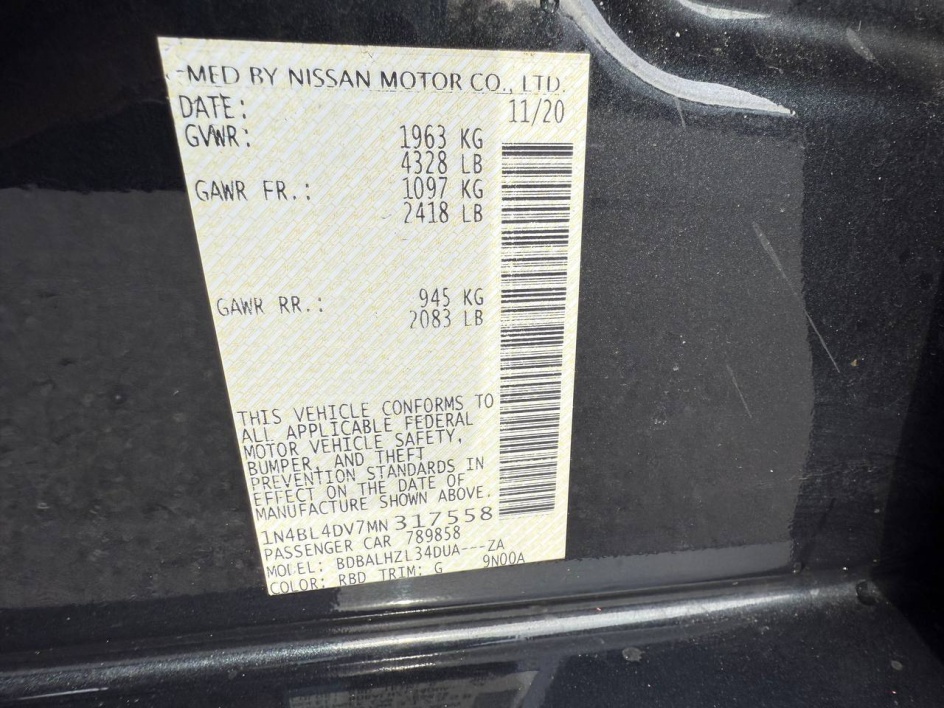 -MFD BY NISSAN MOTOR CO., LTD.
DATE: 11/20
GVWR: 1963 KG
4328 LB
GAWR FR.: 1097 KG
2418 LB
GAWR RR.: 945 KG
2083 LB
THIS VEHICLE CONFORMS TO
ALL APPLICABLE FEDERAL
MOTOR VEHICLE SAFETY,
BUMPER, AND THEFT
PREVENTION STANDARDS IN
EFFECT ON THE DATE OF
MANUFACTURE SHOWN ABOVE.
1N4BL4DV7MN317558
PASSENGER CAR 789858
MODEL: BDBALHZL34DUA---ZA
COLOR: RBD TRIM: G 9N00A